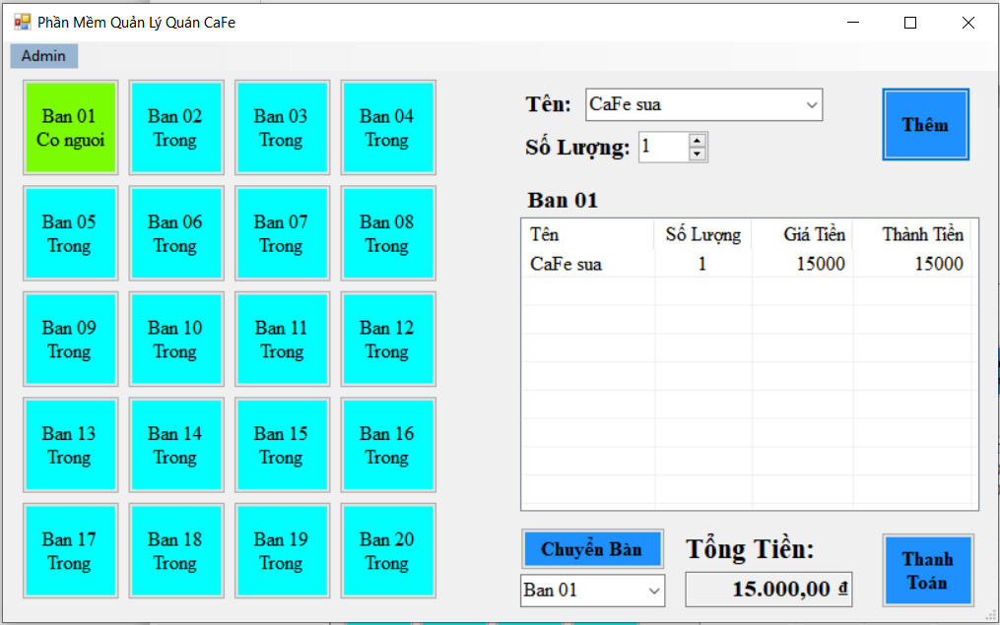 Phần Mềm Quản Lý Quán CaFe
Admin
Ban 01
Co nguoi
Ban 02
Trong
Ban 03
Trong
Ban 04
Trong
Ban 05
Trong
Ban 06
Trong
Ban 07
Trong
Ban 08
Trong
Ban 09
Trong
Ban 10
Trong
Ban 11
Trong
Ban 12
Trong
Ban 13
Trong
Ban 14
Trong
Ban 15
Trong
Ban 16
Trong
Ban 17
Trong
Ban 18
Trong
Ban 19
Trong
Ban 20
Trong
Tên: CaFe sua
Số Lượng: 1
Thêm
Ban 01
Tên Số Lượng Giá Tiền Thành Tiền
CaFe sua 1 15000 15000
Chuyển Bàn
Ban 01
Tổng Tiền:
15.000,00 ₫
Thanh
Toán